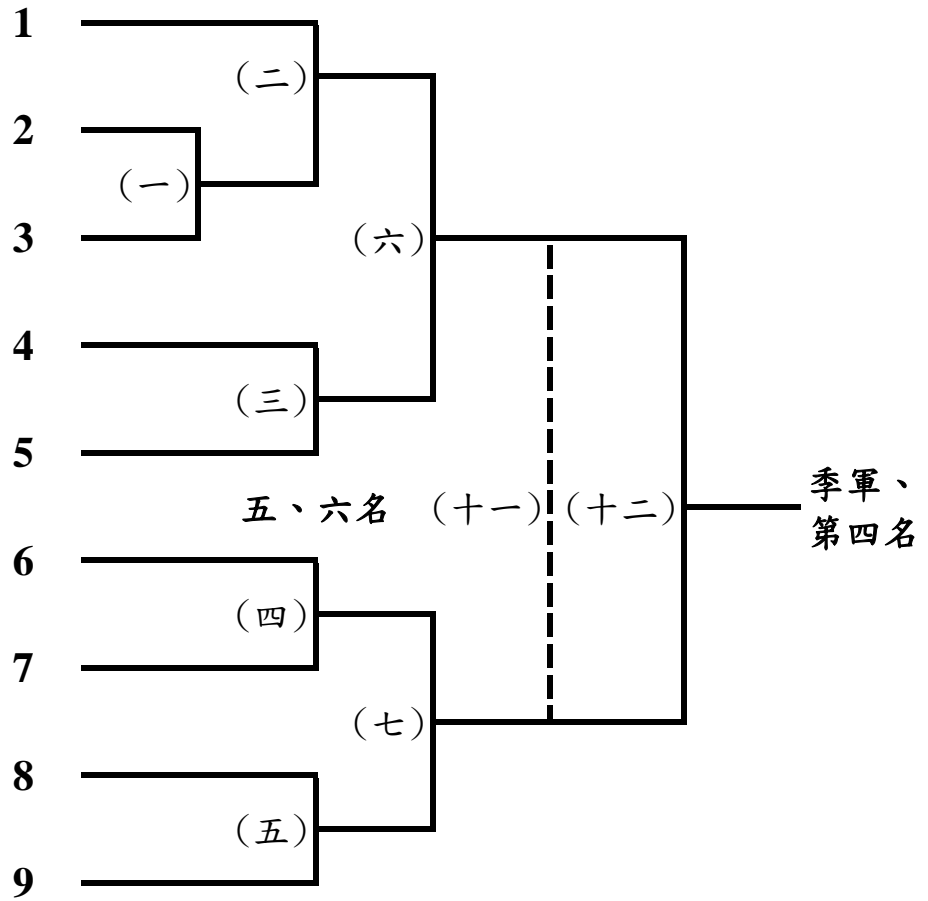 1
（二）
2
（一）
3
（六）
4
（三）
5
五、六名 （十一） （十二）
季軍、
第四名
6
（四）
7
（七）
8
（五）
9